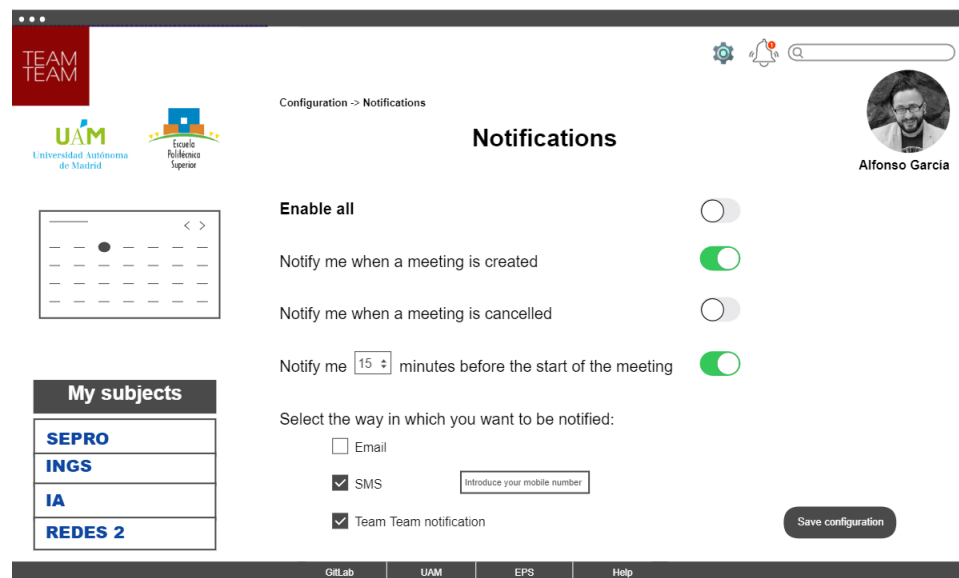 TEAM
TEAM
1
Configuration -> Notifications
UAM
Universidad Autónoma
de Madrid
Escuela
Politécnica
Superior
Notifications
Alfonso García
Enable all
Notify me when a meeting is created
Notify me when a meeting is cancelled
Notify me 15 minutes before the start of the meeting
My subjects
SEPRO
INGS
IA
REDES 2
Select the way in which you want to be notified:
Email
SMS Introduce your mobile number
Team Team notification
Save configuration
GitLab UAM EPS Help